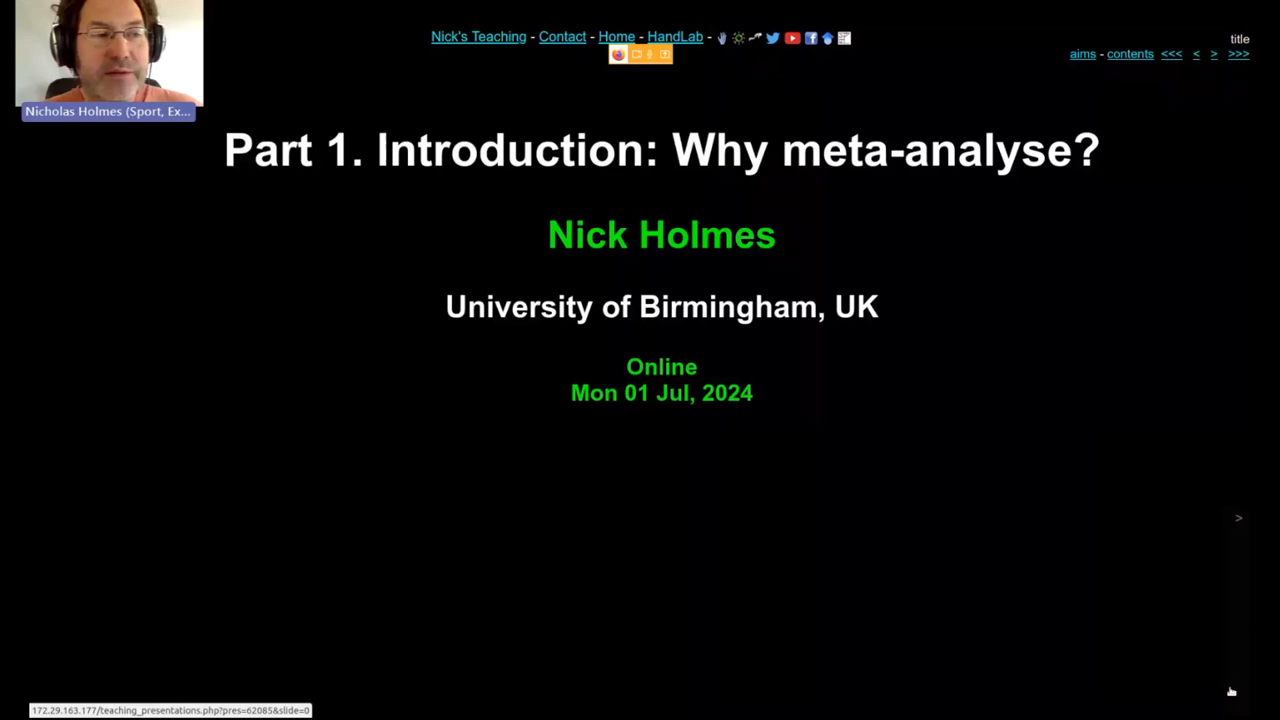 Nick's Teaching - Contact - Home - HandLab -
title
aims - contents <<< < > >>>
Nicholas Holmes (Sport, Ex...
Part 1. Introduction: Why meta-analyse?
Nick Holmes
University of Birmingham, UK
Online
Mon 01 Jul, 2024
>
172.29.163.177/teaching_presentations.php?pres=62085&slide=0